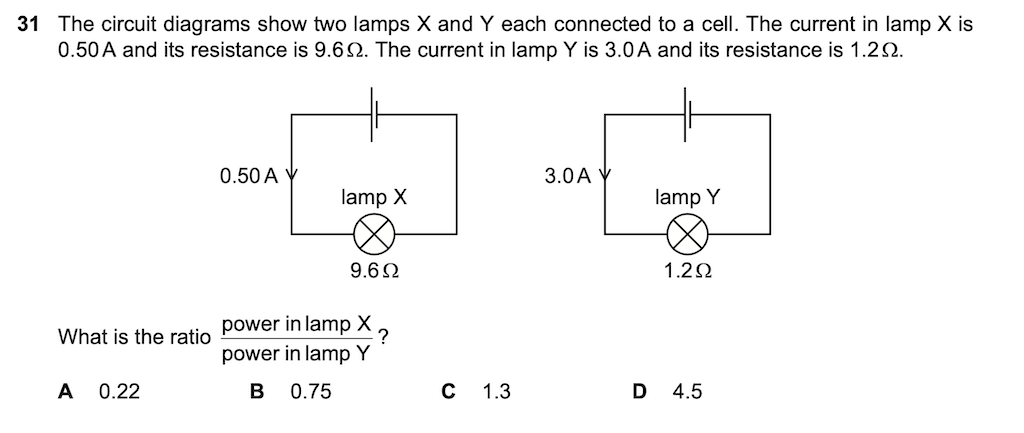 31 The circuit diagrams show two lamps X and Y each connected to a cell. The current in lamp X is
0.50 A and its resistance is 9.6 Ω. The current in lamp Y is 3.0 A and its resistance is 1.2 Ω.
0.50 A
lamp X
9.6 Ω
3.0 A
lamp Y
1.2 Ω
What is the ratio power in lamp X / power in lamp Y ?
A 0.22 B 0.75 C 1.3 D 4.5